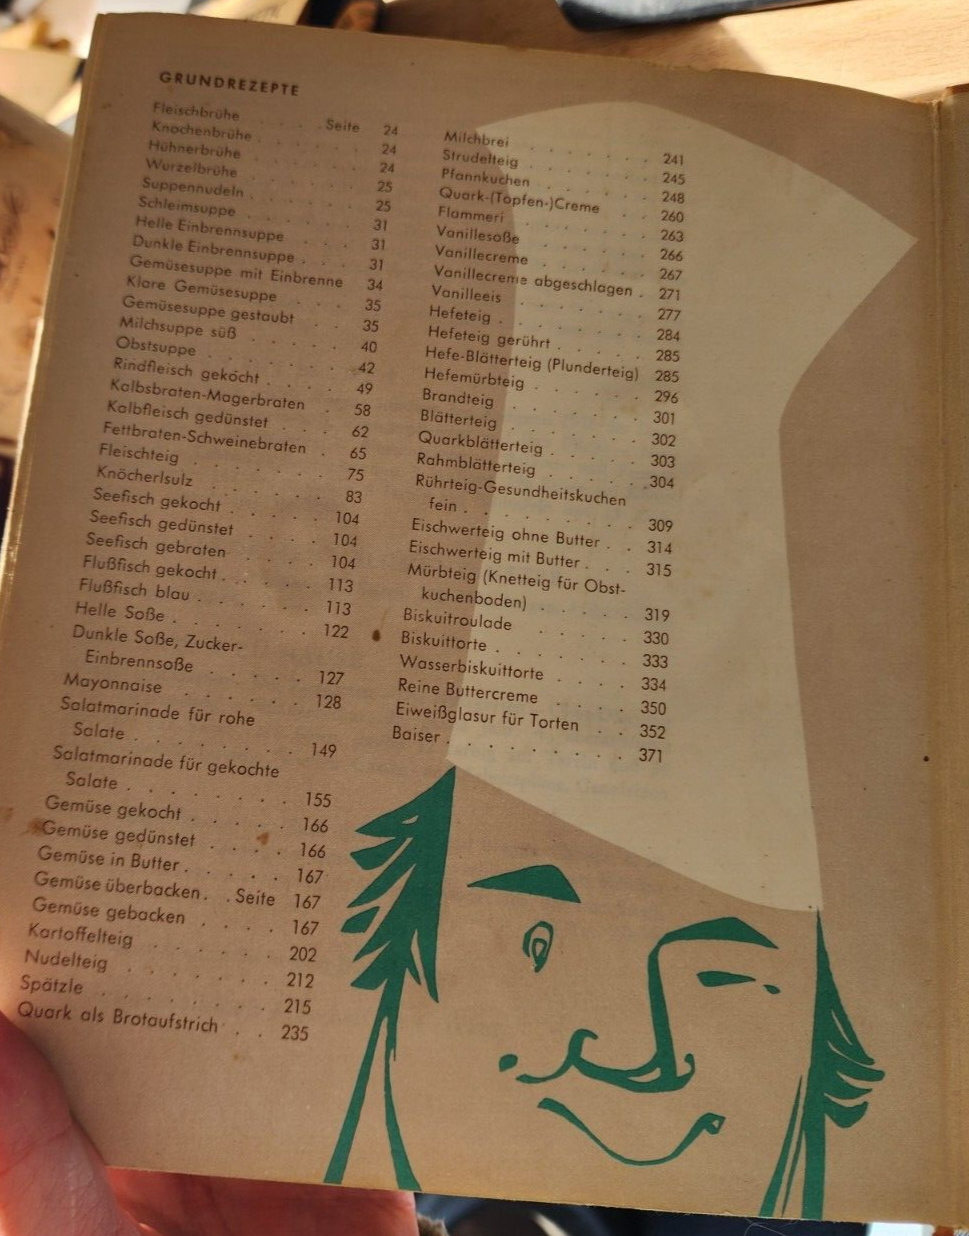 GRUNDREZEPTE
Fleischbrühe . . . . Seite 24
Knochenbrühe . . . . . . 24
Hühnerbrühe . . . . . . 24
Wurzelbrühe . . . . . . 25
Suppennudeln . . . . . . 25
Schleimsuppe . . . . . . 31
Helle Einbrennsuppe . . . . 31
Dunkle Einbrennsuppe . . . . 31
Gemüsesuppe mit Einbrenne 34
Klare Gemüsesuppe . . . . 35
Gemüsesuppe gestaubt . . . 35
Milchsuppe süß . . . . . 40
Obstsuppe . . . . . . . 42
Rindfleisch gekocht . . . . 49
Kalbsbraten-Magerbraten . 58
Kalbfleisch gedünstet . . . 62
Fettbraten-Schweinebraten . 65
Fleischteig . . . . . . . 75
Knöcherlsulz . . . . . . 83
Seefisch gekocht . . . . . 104
Seefisch gedünstet . . . . 104
Seefisch gebraten . . . . 104
Flußfisch gekocht . . . . . 113
Flußfisch blau . . . . . . 113
Helle Soße . . . . . . . 122
Dunkle Soße, Zucker-
Einbrennsoße . . . . . 127
Mayonnaise . . . . . . 128
Salatmarinade für rohe
Salate . . . . . . . . 149
Salatmarinade für gekochte
Salate . . . . . . . . 155
Gemüse gekocht . . . . . 166
Gemüse gedünstet . . . . 166
Gemüse in Butter . . . . . 167
Gemüse überbacken . . Seite 167
Gemüse gebacken . . . . 167
Kartoffelteig . . . . . . 202
Nudelteig . . . . . . . 212
Spätzle . . . . . . . . 215
Quark als Brotaufstrich . . 235
Milchbrei . . . . . . . 241
Strudelteig . . . . . . 245
Pfannkuchen . . . . . . 248
Quark-(Topfen-)Creme . . 260
Flammeri . . . . . . . 263
Vanillesoße . . . . . . 266
Vanillecreme . . . . . . 267
Vanillecreme abgeschlagen . 271
Vanilleeis . . . . . . . 277
Hefeteig . . . . . . . . 284
Hefeteig gerührt . . . . . 285
Hefe-Blätterteig (Plunderteig) 285
Hefemürbteig . . . . . . 296
Brandteig . . . . . . . 301
Blätterteig . . . . . . . 302
Quarkblätterteig . . . . . 303
Rahmblätterteig . . . . . 304
Rührteig-Gesundheitskuchen
fein . . . . . . . . . 309
Eischwerteig ohne Butter . . 314
Eischwerteig mit Butter . . . 315
Mürbteig (Knetteig für Obst-
kuchenboden) . . . . . 319
Biskuitroulade . . . . . 330
Biskuittorte . . . . . . . 333
Wasserbiskuittorte . . . . 334
Reine Buttercreme . . . . 350
Eiweißglasur für Torten . . 352
Baiser . . . . . . . . . 371